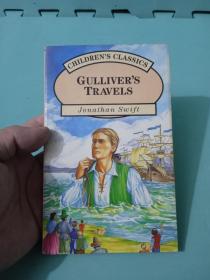 CHILDREN'S CLASSICS
GULLIVER'S
TRAVELS
Jonathan Swift